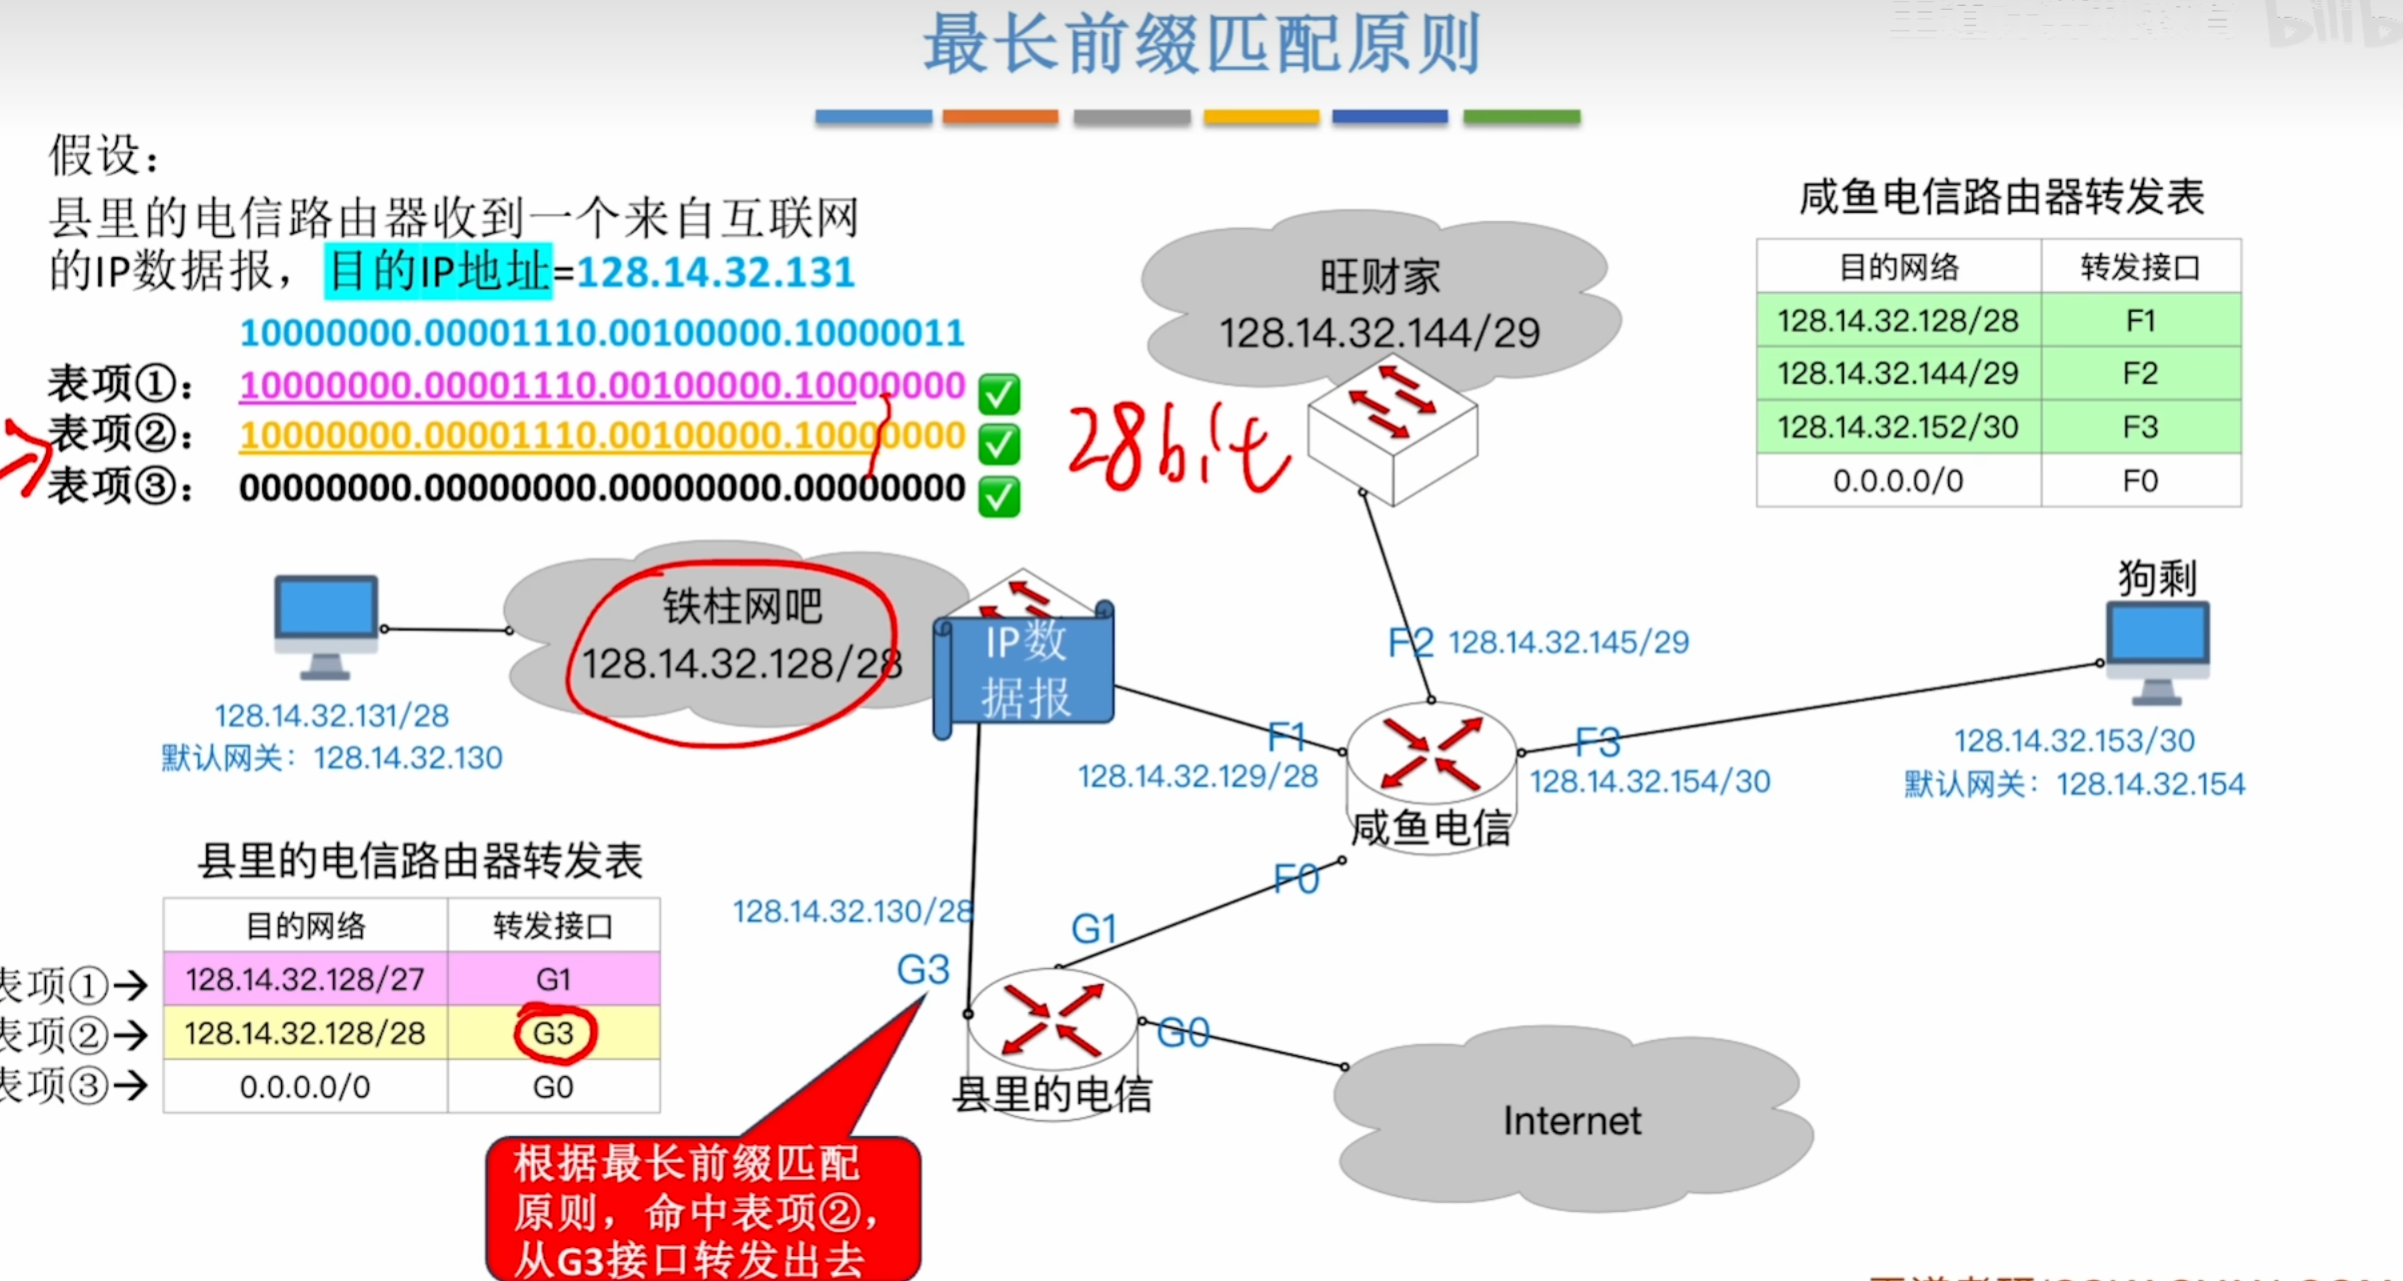 最长前缀匹配原则
bilib
假设：
县里的电信路由器收到一个来自互联网
的IP数据报，目的IP地址=128.14.32.131
10000000.00001110.00100000.10000011
表项①： 10000000.00001110.00100000.10000000
表项②： 10000000.00001110.00100000.10000000
表项③： 00000000.00000000.00000000.00000000
28bit
旺财家
128.14.32.144/29
咸鱼电信路由器转发表
目的网络 转发接口
128.14.32.128/28 F1
128.14.32.144/29 F2
128.14.32.152/30 F3
0.0.0.0/0 F0
铁柱网吧
128.14.32.128/28
IP数
据报
128.14.32.131/28
默认网关：128.14.32.130
F2 128.14.32.145/29
F1
128.14.32.129/28
F3
128.14.32.154/30
咸鱼电信
F0
狗剩
128.14.32.153/30
默认网关：128.14.32.154
县里的电信路由器转发表
目的网络 转发接口
表项①→ 128.14.32.128/27 G1
表项②→ 128.14.32.128/28 G3
表项③→ 0.0.0.0/0 G0
128.14.32.130/28
G3
G1
G0
县里的电信
Internet
根据最长前缀匹配
原则，命中表项②，
从G3接口转发出去